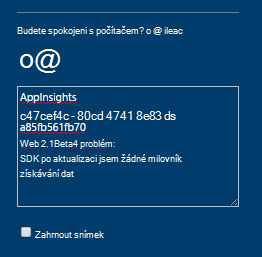 Budete spokojeni s počítačem? o @ ileac
o@
AppInsights
c47cef4c - 80cd 4741 8e83 ds
a85fb561fb70
Web 2.1Beta4 problém:
SDK po aktualizaci jsem žádné milovník
získávání dat
Zahrnout snímek